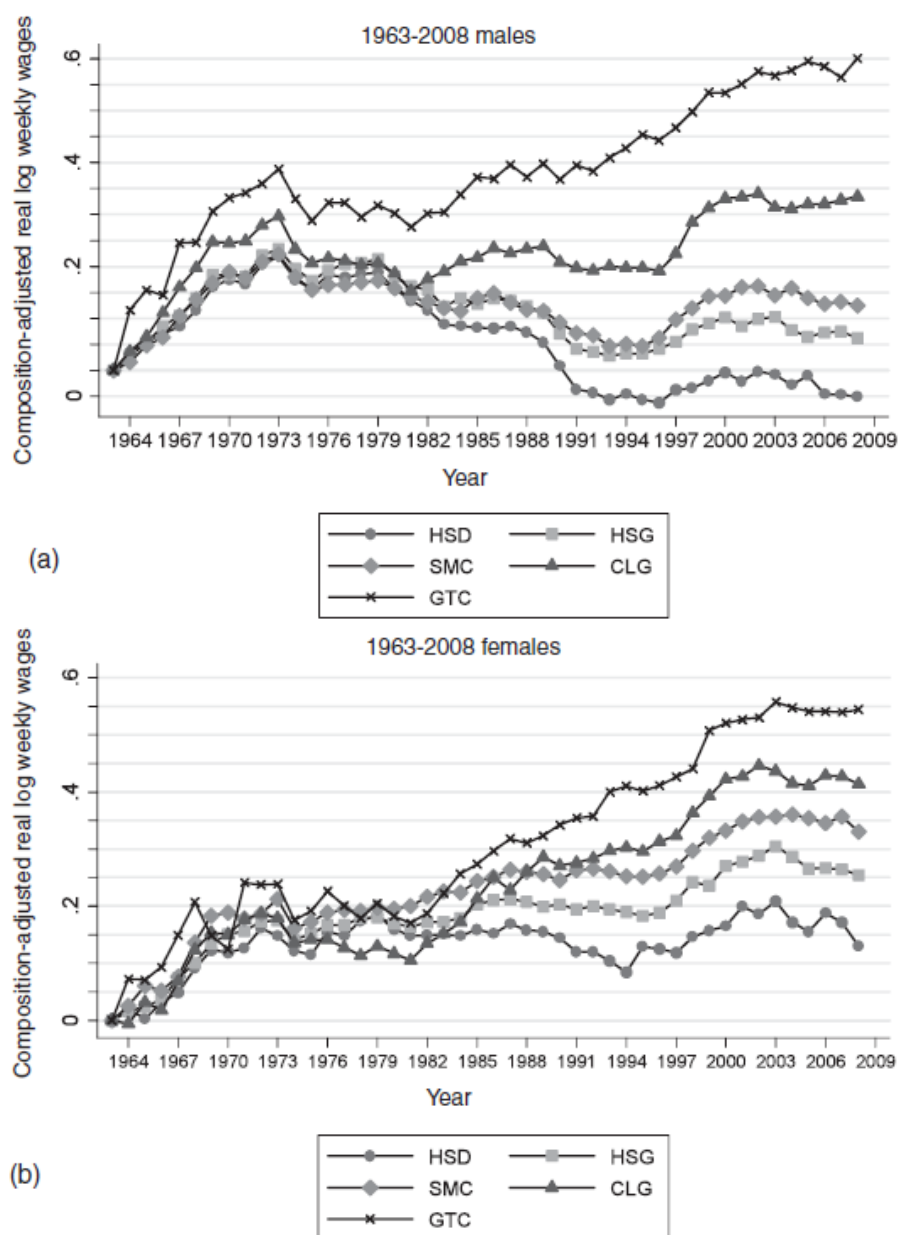 1963-2008 males
Composition-adjusted real log weekly wages
.6
.4
.2
0
1964 1967 1970 1973 1976 1979 1982 1985 1988 1991 1994 1997 2000 2003 2006 2009
Year
HSD HSG
SMC CLG
GTC
(a)
1963-2008 females
Composition-adjusted real log weekly wages
.6
.4
.2
0
1964 1967 1970 1973 1976 1979 1982 1985 1988 1991 1994 1997 2000 2003 2006 2009
Year
HSD HSG
SMC CLG
GTC
(b)